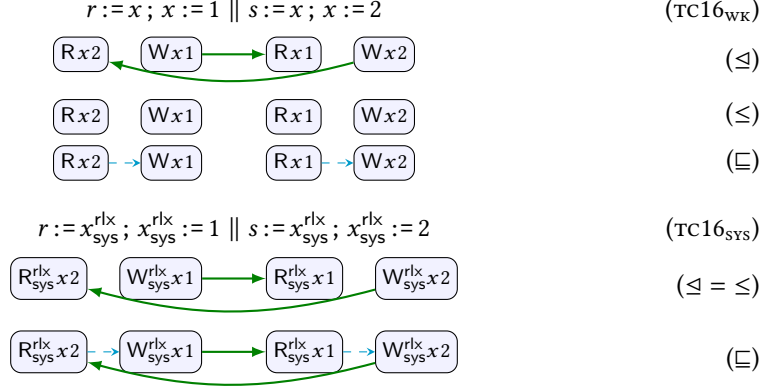 r := x ; x := 1 ∥ s := x ; x := 2 (TC16WK)
Rx2 Wx1 Rx1 Wx2 (⊴)
Rx2 Wx1 Rx1 Wx2 (≤)
Rx2 Wx1 Rx1 Wx2 (⊑)
r := x^rlx_sys ; x^rlx_sys := 1 ∥ s := x^rlx_sys ; x^rlx_sys := 2 (TC16SYS)
R^rlx_sys x2 W^rlx_sys x1 R^rlx_sys x1 W^rlx_sys x2 (⊴ = ≤)
R^rlx_sys x2 W^rlx_sys x1 R^rlx_sys x1 W^rlx_sys x2 (⊑)